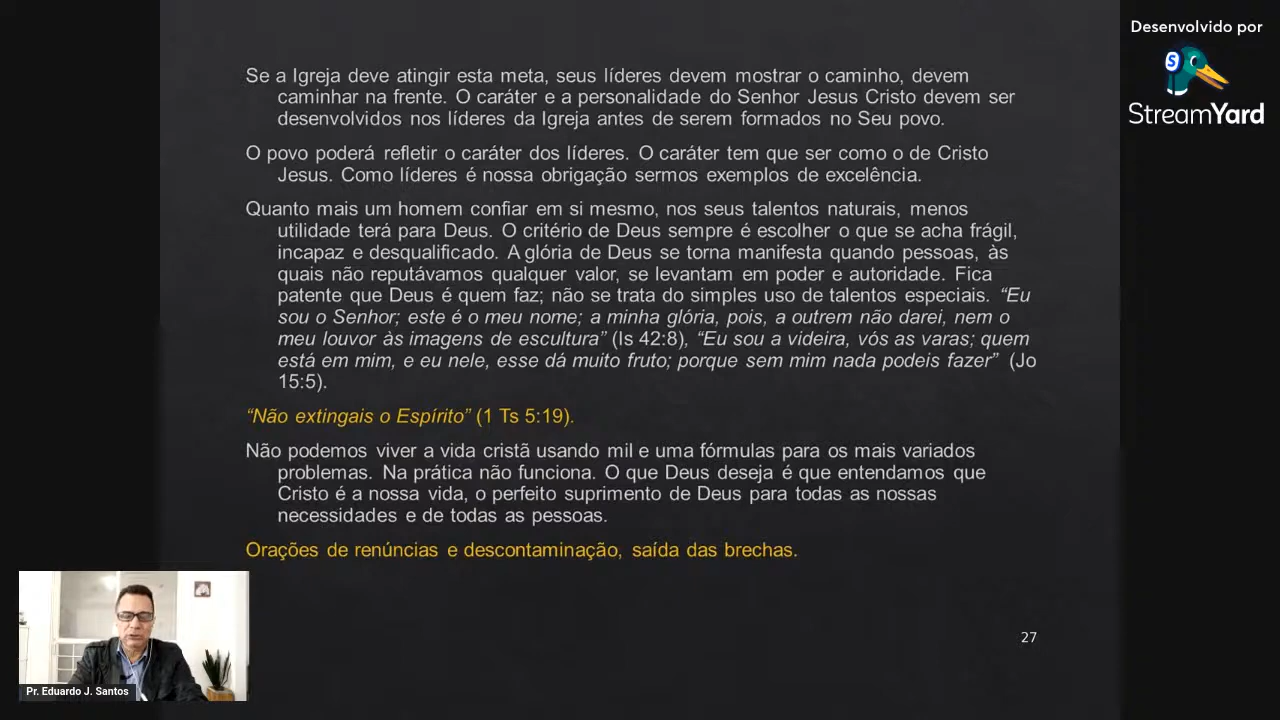 Desenvolvido por
S
StreamYard
Se a Igreja deve atingir esta meta, seus líderes devem mostrar o caminho, devem
caminhar na frente. O caráter e a personalidade do Senhor Jesus Cristo devem ser
desenvolvidos nos líderes da Igreja antes de serem formados no Seu povo.
O povo poderá refletir o caráter dos líderes. O caráter tem que ser como o de Cristo
Jesus. Como líderes é nossa obrigação sermos exemplos de excelência.
Quanto mais um homem confiar em si mesmo, nos seus talentos naturais, menos
utilidade terá para Deus. O critério de Deus sempre é escolher o que se acha frágil,
incapaz e desqualificado. A glória de Deus se torna manifesta quando pessoas, às
quais não reputávamos qualquer valor, se levantam em poder e autoridade. Fica
patente que Deus é quem faz; não se trata do simples uso de talentos especiais. “Eu
sou o Senhor; este é o meu nome; a minha glória, pois, a outrem não darei, nem o
meu louvor às imagens de escultura” (Is 42:8), “Eu sou a videira, vós as varas; quem
está em mim, e eu nele, esse dá muito fruto; porque sem mim nada podeis fazer” (Jo
15:5).
“Não extingais o Espírito” (1 Ts 5:19).
Não podemos viver a vida cristã usando mil e uma fórmulas para os mais variados
problemas. Na prática não funciona. O que Deus deseja é que entendamos que
Cristo é a nossa vida, o perfeito suprimento de Deus para todas as nossas
necessidades e de todas as pessoas.
Orações de renúncias e descontaminação, saída das brechas.
27
Pr. Eduardo J. Santos